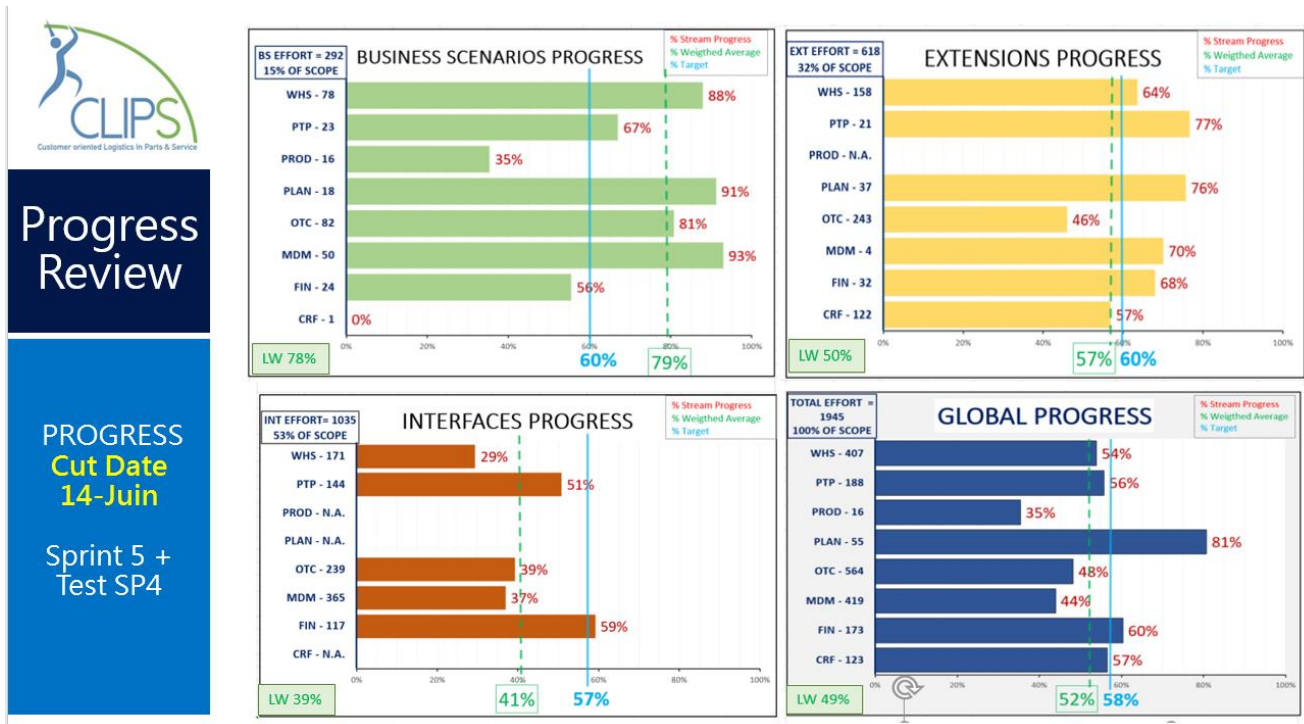 CLIPS
Customer oriented Logistics in Parts & Service
Progress
Review
PROGRESS
Cut Date
14-Juin
Sprint 5 +
Test SP4
BS EFFORT = 292
15% OF SCOPE
BUSINESS SCENARIOS PROGRESS
% Stream Progress
% Weigthed Average
% Target
WHS - 78
88%
PTP - 23
67%
PROD - 16
35%
PLAN - 18
91%
OTC - 82
81%
MDM - 50
93%
FIN - 24
56%
CRF - 1
0%
0% 20% 40% 60% 80% 100%
LW 78%
60%
79%
EXT EFFORT = 618
32% OF SCOPE
EXTENSIONS PROGRESS
% Stream Progress
% Weigthed Average
% Target
WHS - 158
64%
PTP - 21
77%
PROD - N.A.
PLAN - 37
76%
OTC - 243
46%
MDM - 4
70%
FIN - 32
68%
CRF - 122
57%
0% 20% 40% 60% 80% 100%
LW 50%
57%
60%
INT EFFORT= 1035
53% OF SCOPE
INTERFACES PROGRESS
% Stream Progress
% Weigthed Average
% Target
WHS - 171
29%
PTP - 144
51%
PROD - N.A.
PLAN - N.A.
OTC - 239
39%
MDM - 365
37%
FIN - 117
59%
CRF - N.A.
0% 20% 40% 60% 80% 100%
LW 39%
41%
57%
TOTAL EFFORT =
1945
100% OF SCOPE
GLOBAL PROGRESS
% Stream Progress
% Weigthed Average
% Target
WHS - 407
54%
PTP - 188
56%
PROD - 16
35%
PLAN - 55
81%
OTC - 564
48%
MDM - 419
44%
FIN - 173
60%
CRF - 123
57%
0% 20% 40% 60% 80% 100%
LW 49%
52%
58%